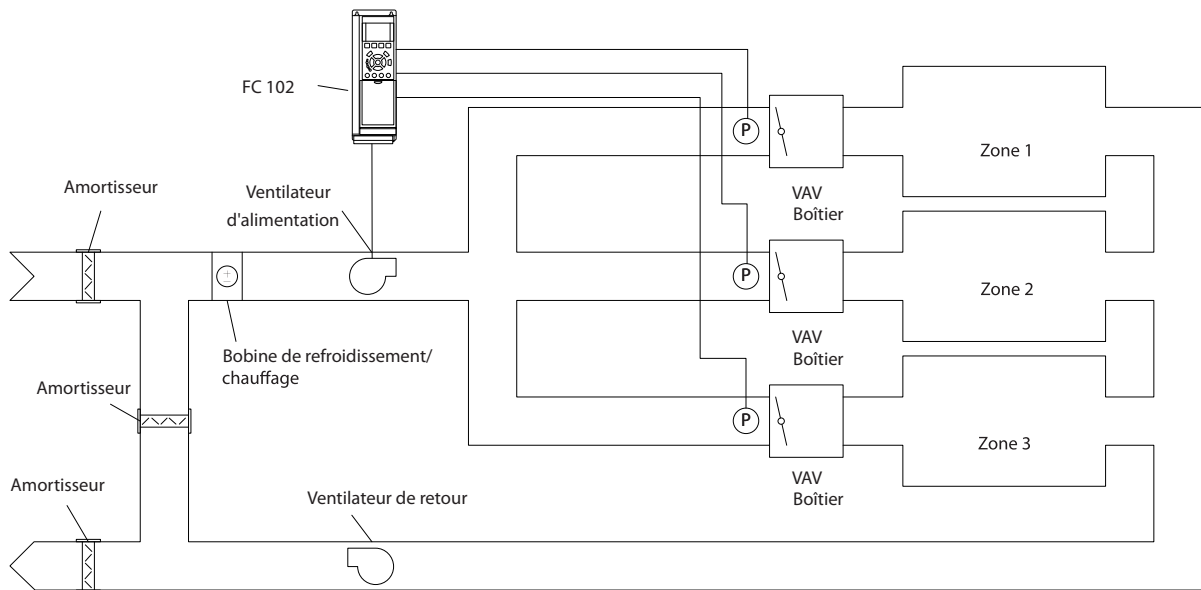 FC 102
Amortisseur
Ventilateur
d'alimentation
P
Zone 1
VAV
Boîtier
P
Zone 2
VAV
Boîtier
Bobine de refroidissement/
chauffage
Amortisseur
P
Zone 3
VAV
Boîtier
Amortisseur
Ventilateur de retour